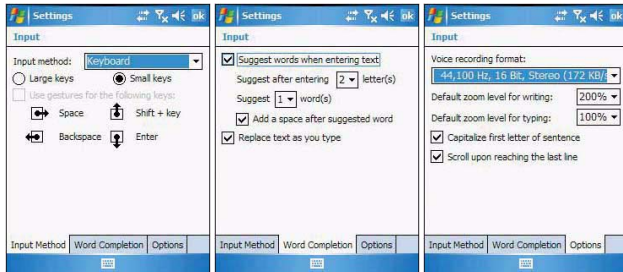 Settings ok
Input
Input method: Keyboard
Large keys Small keys
Use gestures for the following keys:
Space Shift + key
Backspace Enter
Input Method Word Completion Options
Settings ok
Input
Suggest words when entering text
Suggest after entering 2 letter(s)
Suggest 1 word(s)
Add a space after suggested word
Replace text as you type
Input Method Word Completion Options
Settings ok
Input
Voice recording format:
44,100 Hz, 16 Bit, Stereo (172 KB/s
Default zoom level for writing: 200%
Default zoom level for typing: 100%
Capitalize first letter of sentence
Scroll upon reaching the last line
Input Method Word Completion Options